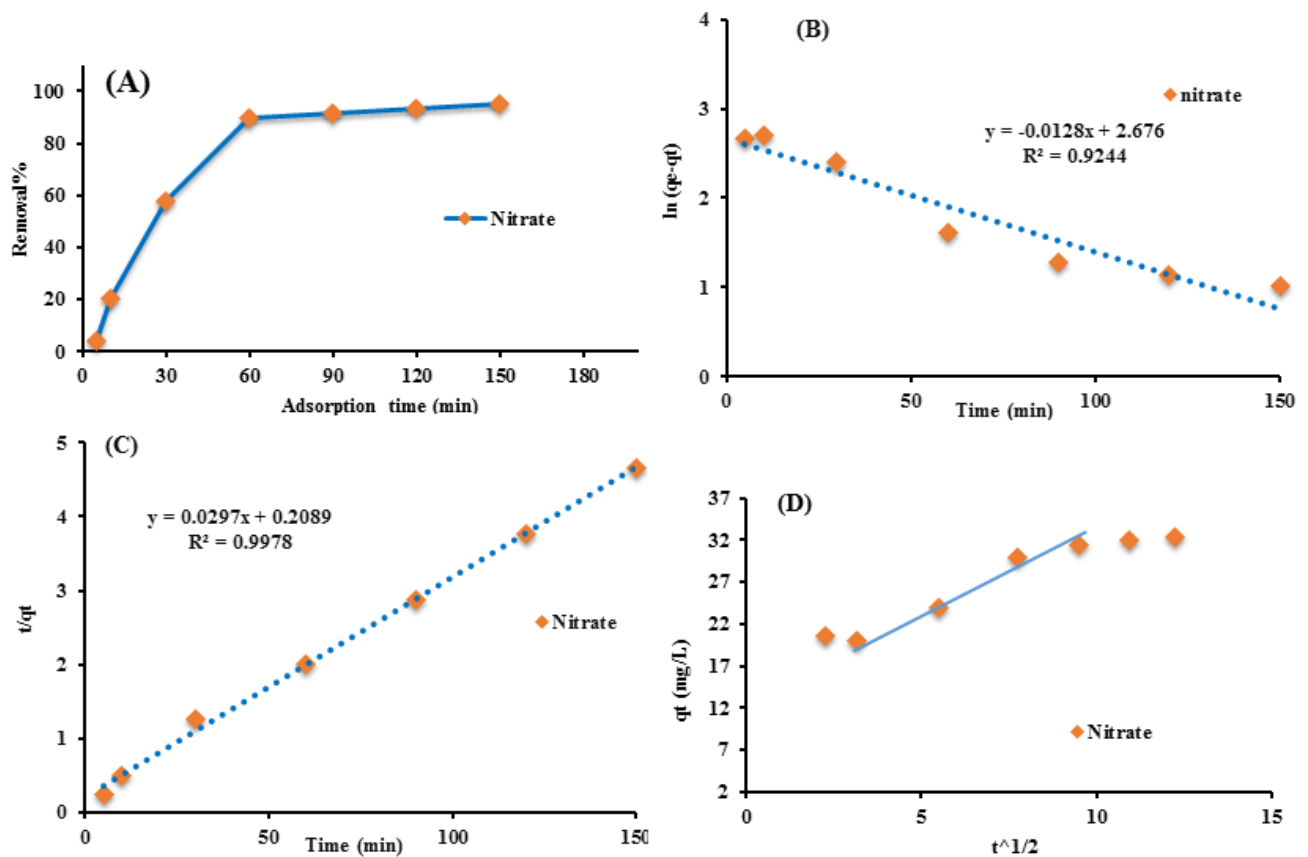 (A)
Removal%
100
80
60
40
20
0
0 30 60 90 120 150 180
Adsorption time (min)
Nitrate
(B)
ln (qe-qt)
4
3
2
1
0
0 50 100 150
Time (min)
nitrate
y = -0.0128x + 2.676
R² = 0.9244
(C)
t/qt
5
4
3
2
1
0
0 50 100 150
Time (min)
y = 0.0297x + 0.2089
R² = 0.9978
Nitrate
(D)
qt (mg/L)
37
32
27
22
17
12
7
2
0 5 10 15
t^1/2
Nitrate